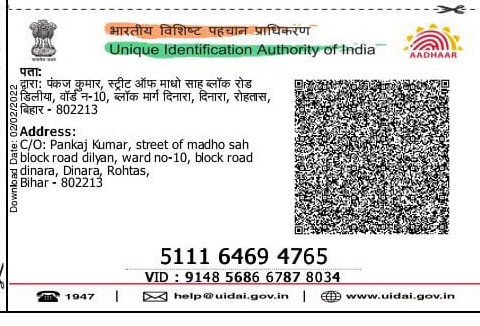 भारतीय विशिष्ट पहचान प्राधिकरण
Unique Identification Authority of India
AADHAAR
पता:
द्वारा: पंकज कुमार, स्ट्रीट ऑफ माधो साह ब्लॉक रोड
डिलीया, वॉर्ड न-10, ब्लॉक मार्ग दिनारा, दिनारा, रोहतास,
बिहार - 802213
Address:
C/O: Pankaj Kumar, street of madho sah
block road dilyan, ward no-10, block road
dinara, Dinara, Rohtas,
Bihar - 802213
Download Date: 02/02/2022
5111 6469 4765
VID : 9148 5686 6787 8034
1947 | help@uidai.gov.in | www.uidai.gov.in